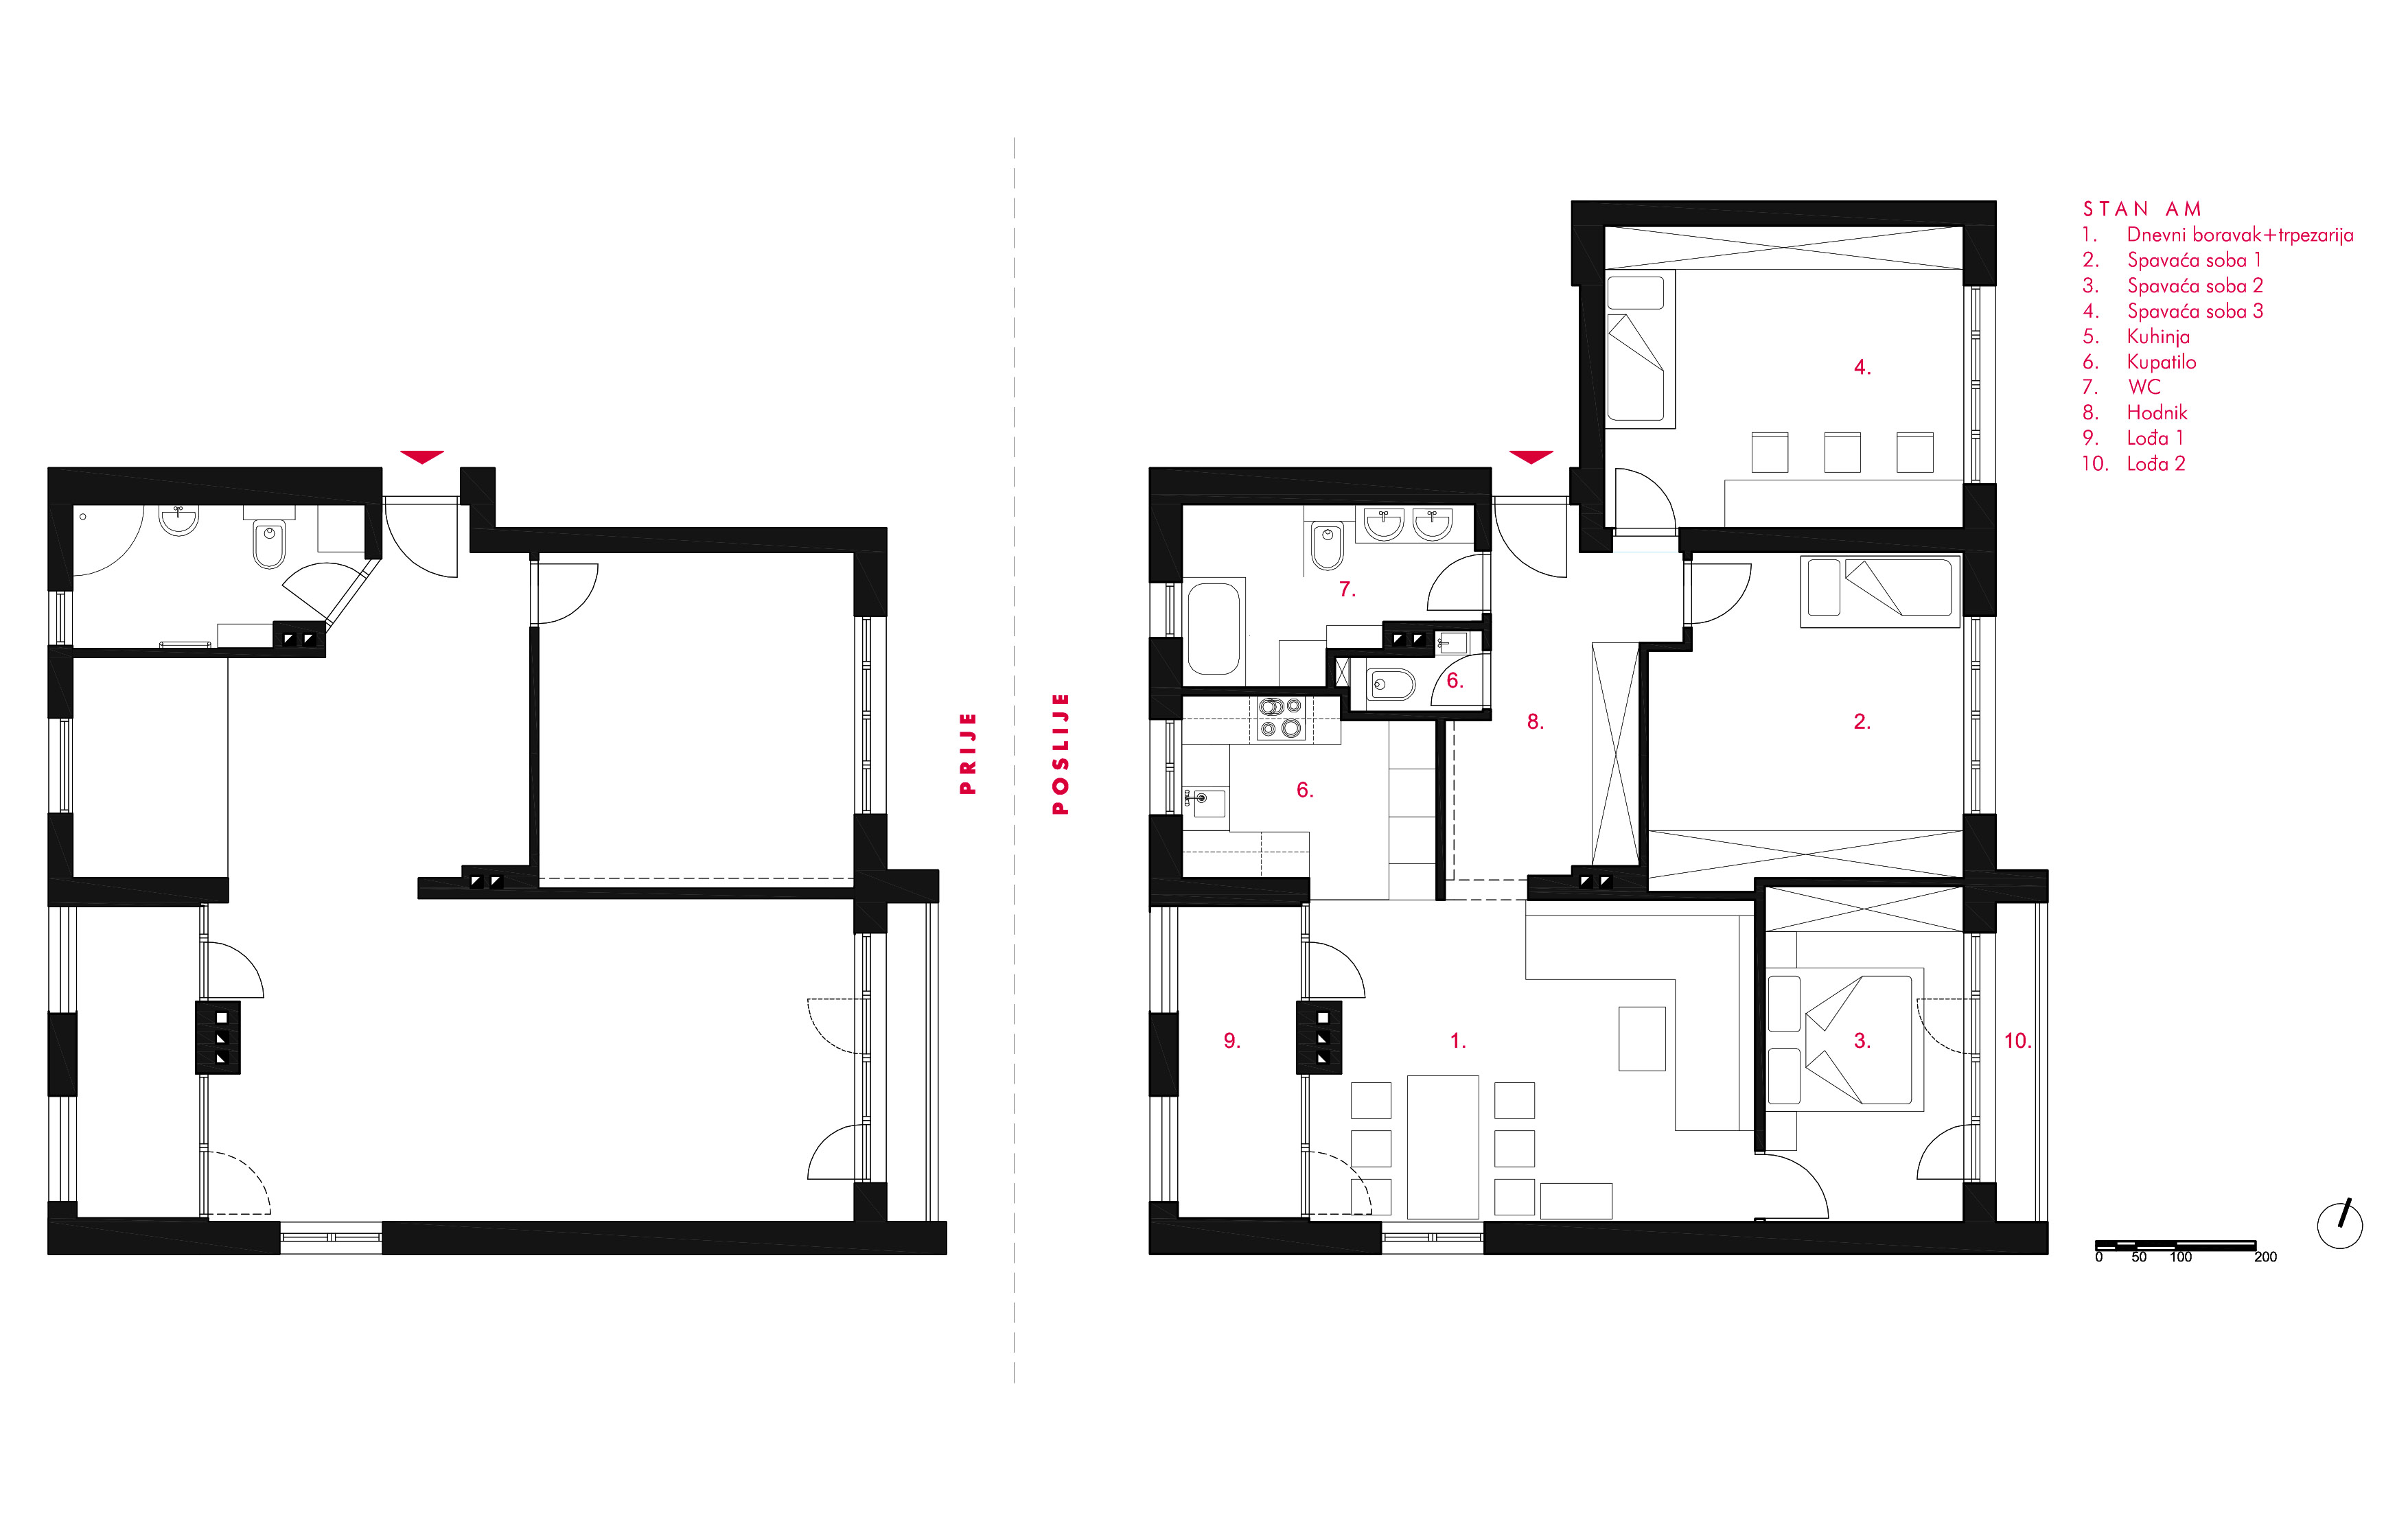 STAN AM
1. Dnevni boravak+trpezarija
2. Spavaća soba 1
3. Spavaća soba 2
4. Spavaća soba 3
5. Kuhinja
6. Kupatilo
7. WC
8. Hodnik
9. Lođa 1
10. Lođa 2
4.
7.
6.
8.
2.
6.
PRIJE
POSLIJE
9.
1.
3.
10.
0 50 100 200